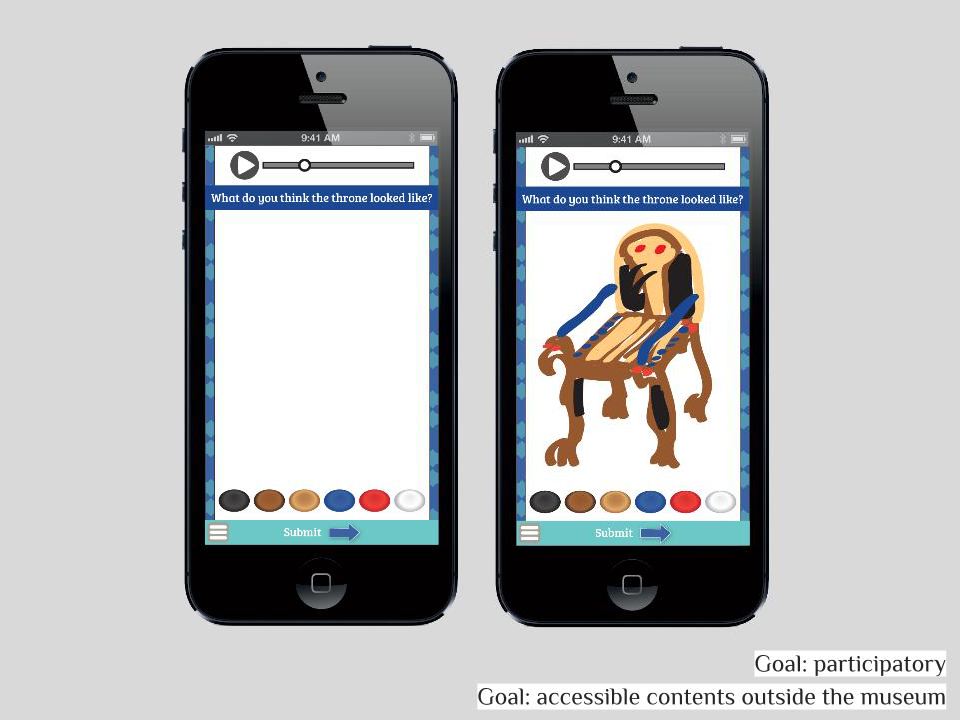 9:41 AM
What do you think the throne looked like?
Submit
9:41 AM
What do you think the throne looked like?
Submit
Goal: participatory
Goal: accessible contents outside the museum